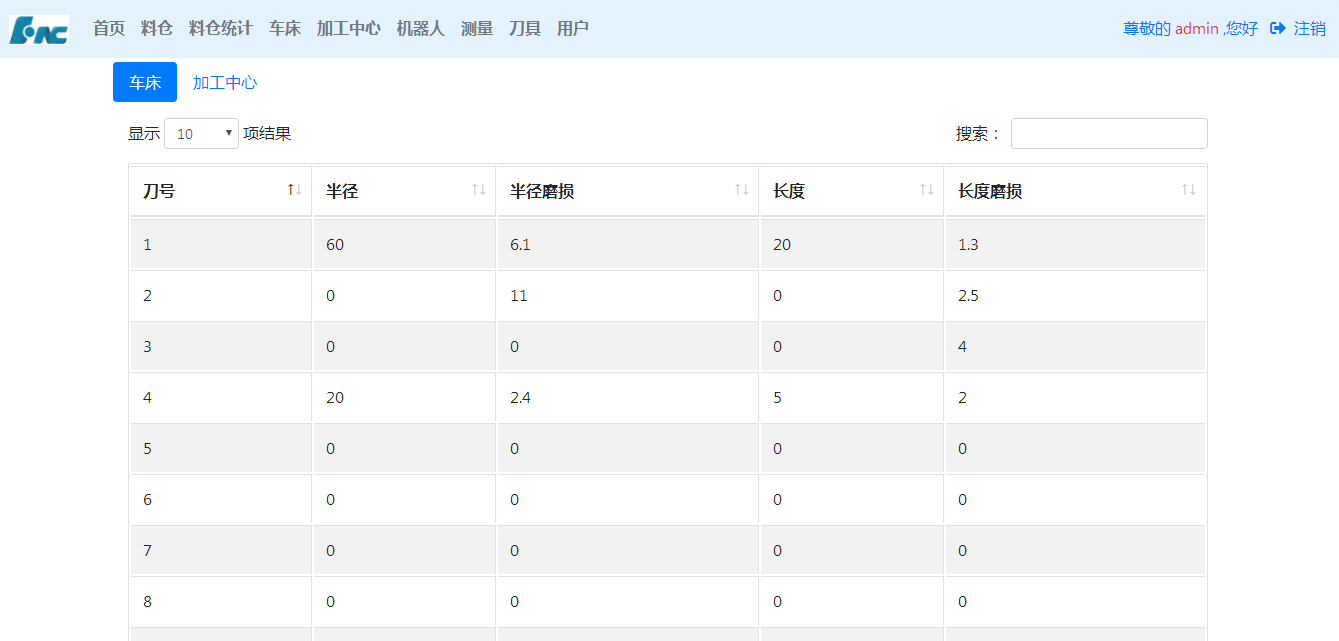 HNC 首页 料仓 料仓统计 车床 加工中心 机器人 测量 刀具 用户 尊敬的 admin ,您好 注销
车床 加工中心
显示 10 项结果 搜索：
刀号 半径 半径磨损 长度 长度磨损
1 60 6.1 20 1.3
2 0 11 0 2.5
3 0 0 0 4
4 20 2.4 5 2
5 0 0 0 0
6 0 0 0 0
7 0 0 0 0
8 0 0 0 0